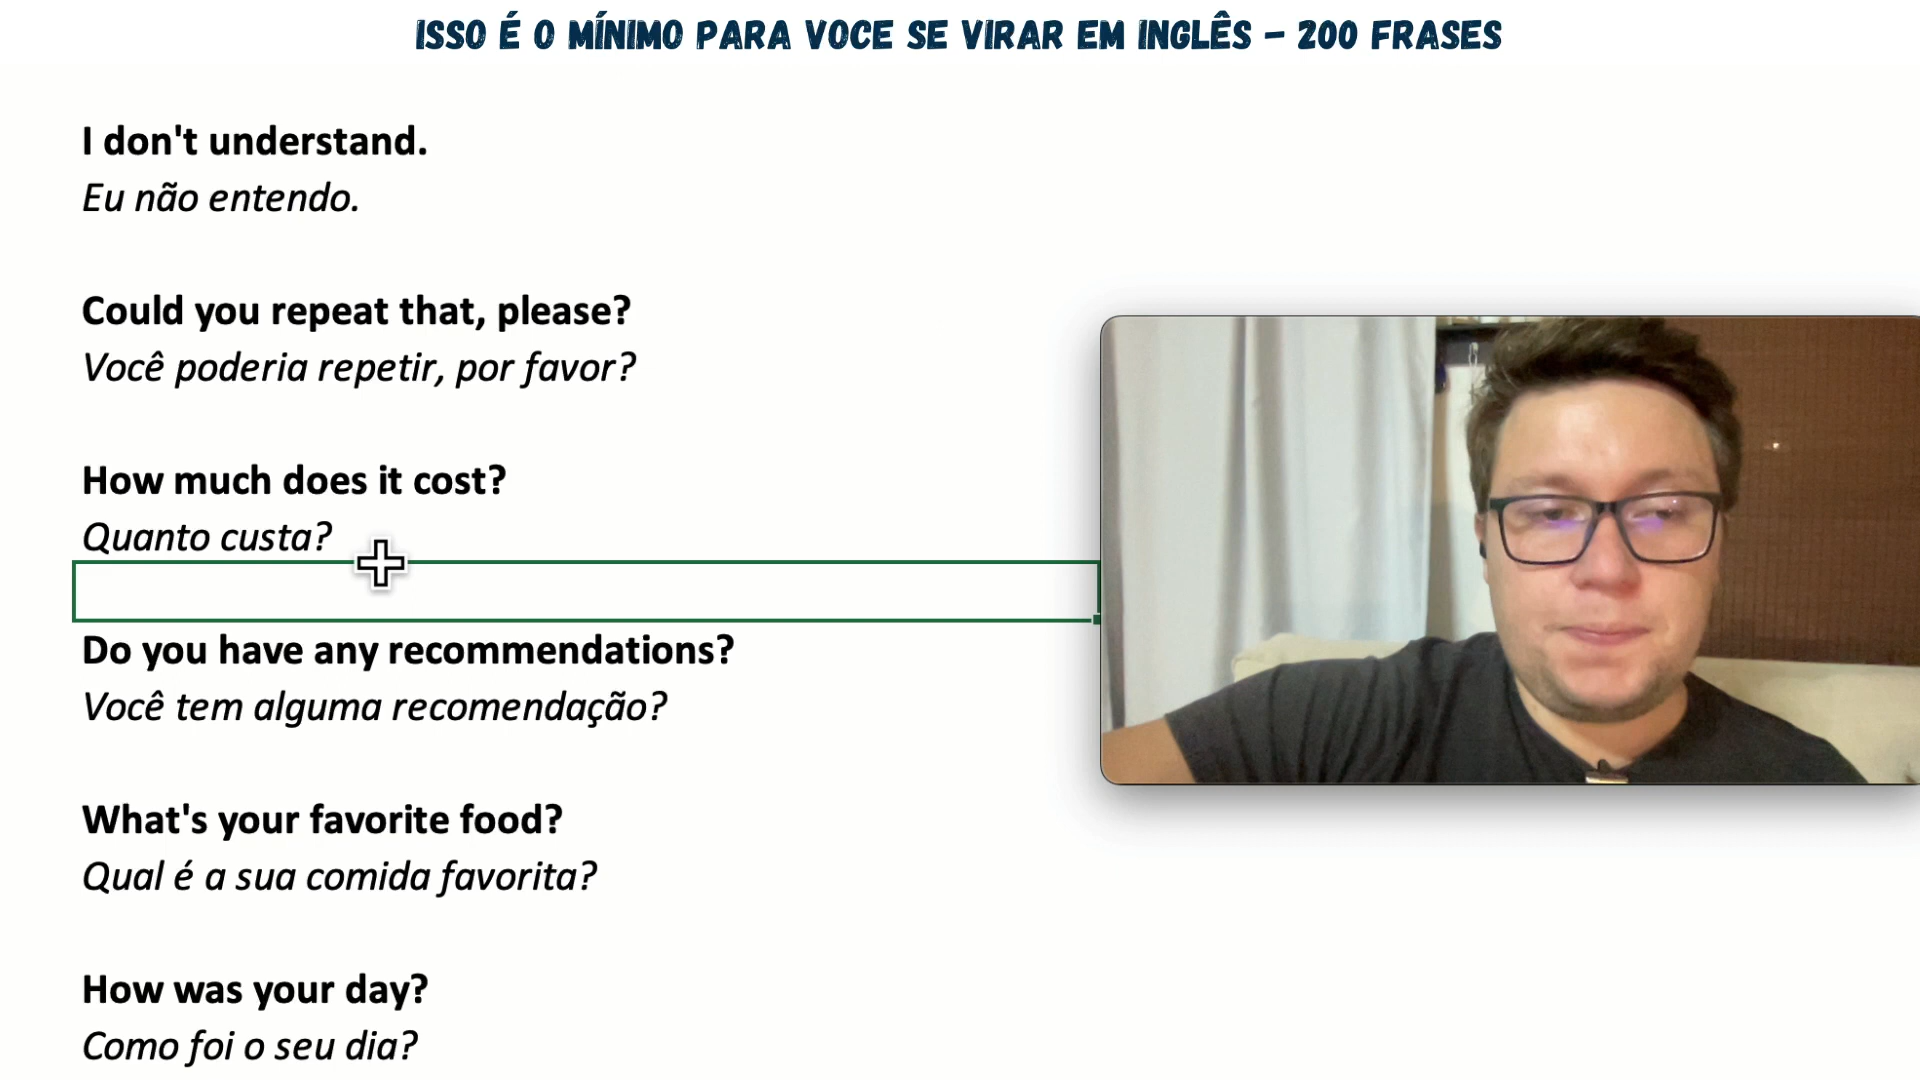 ISSO É O MÍNIMO PARA VOCE SE VIRAR EM INGLÊS – 200 FRASES
I don't understand.
Eu não entendo.
Could you repeat that, please?
Você poderia repetir, por favor?
How much does it cost?
Quanto custa?
Do you have any recommendations?
Você tem alguma recomendação?
What's your favorite food?
Qual é a sua comida favorita?
How was your day?
Como foi o seu dia?